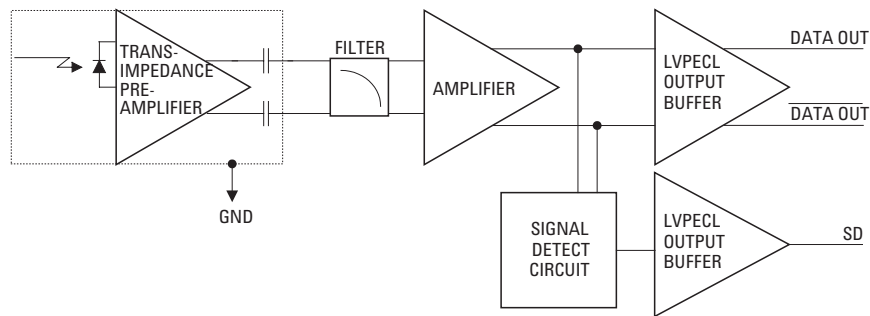 TRANS-
IMPEDANCE
PRE-
AMPLIFIER
GND
FILTER
AMPLIFIER
LVPECL
OUTPUT
BUFFER
DATA OUT
DATA OUT
SIGNAL
DETECT
CIRCUIT
LVPECL
OUTPUT
BUFFER
SD